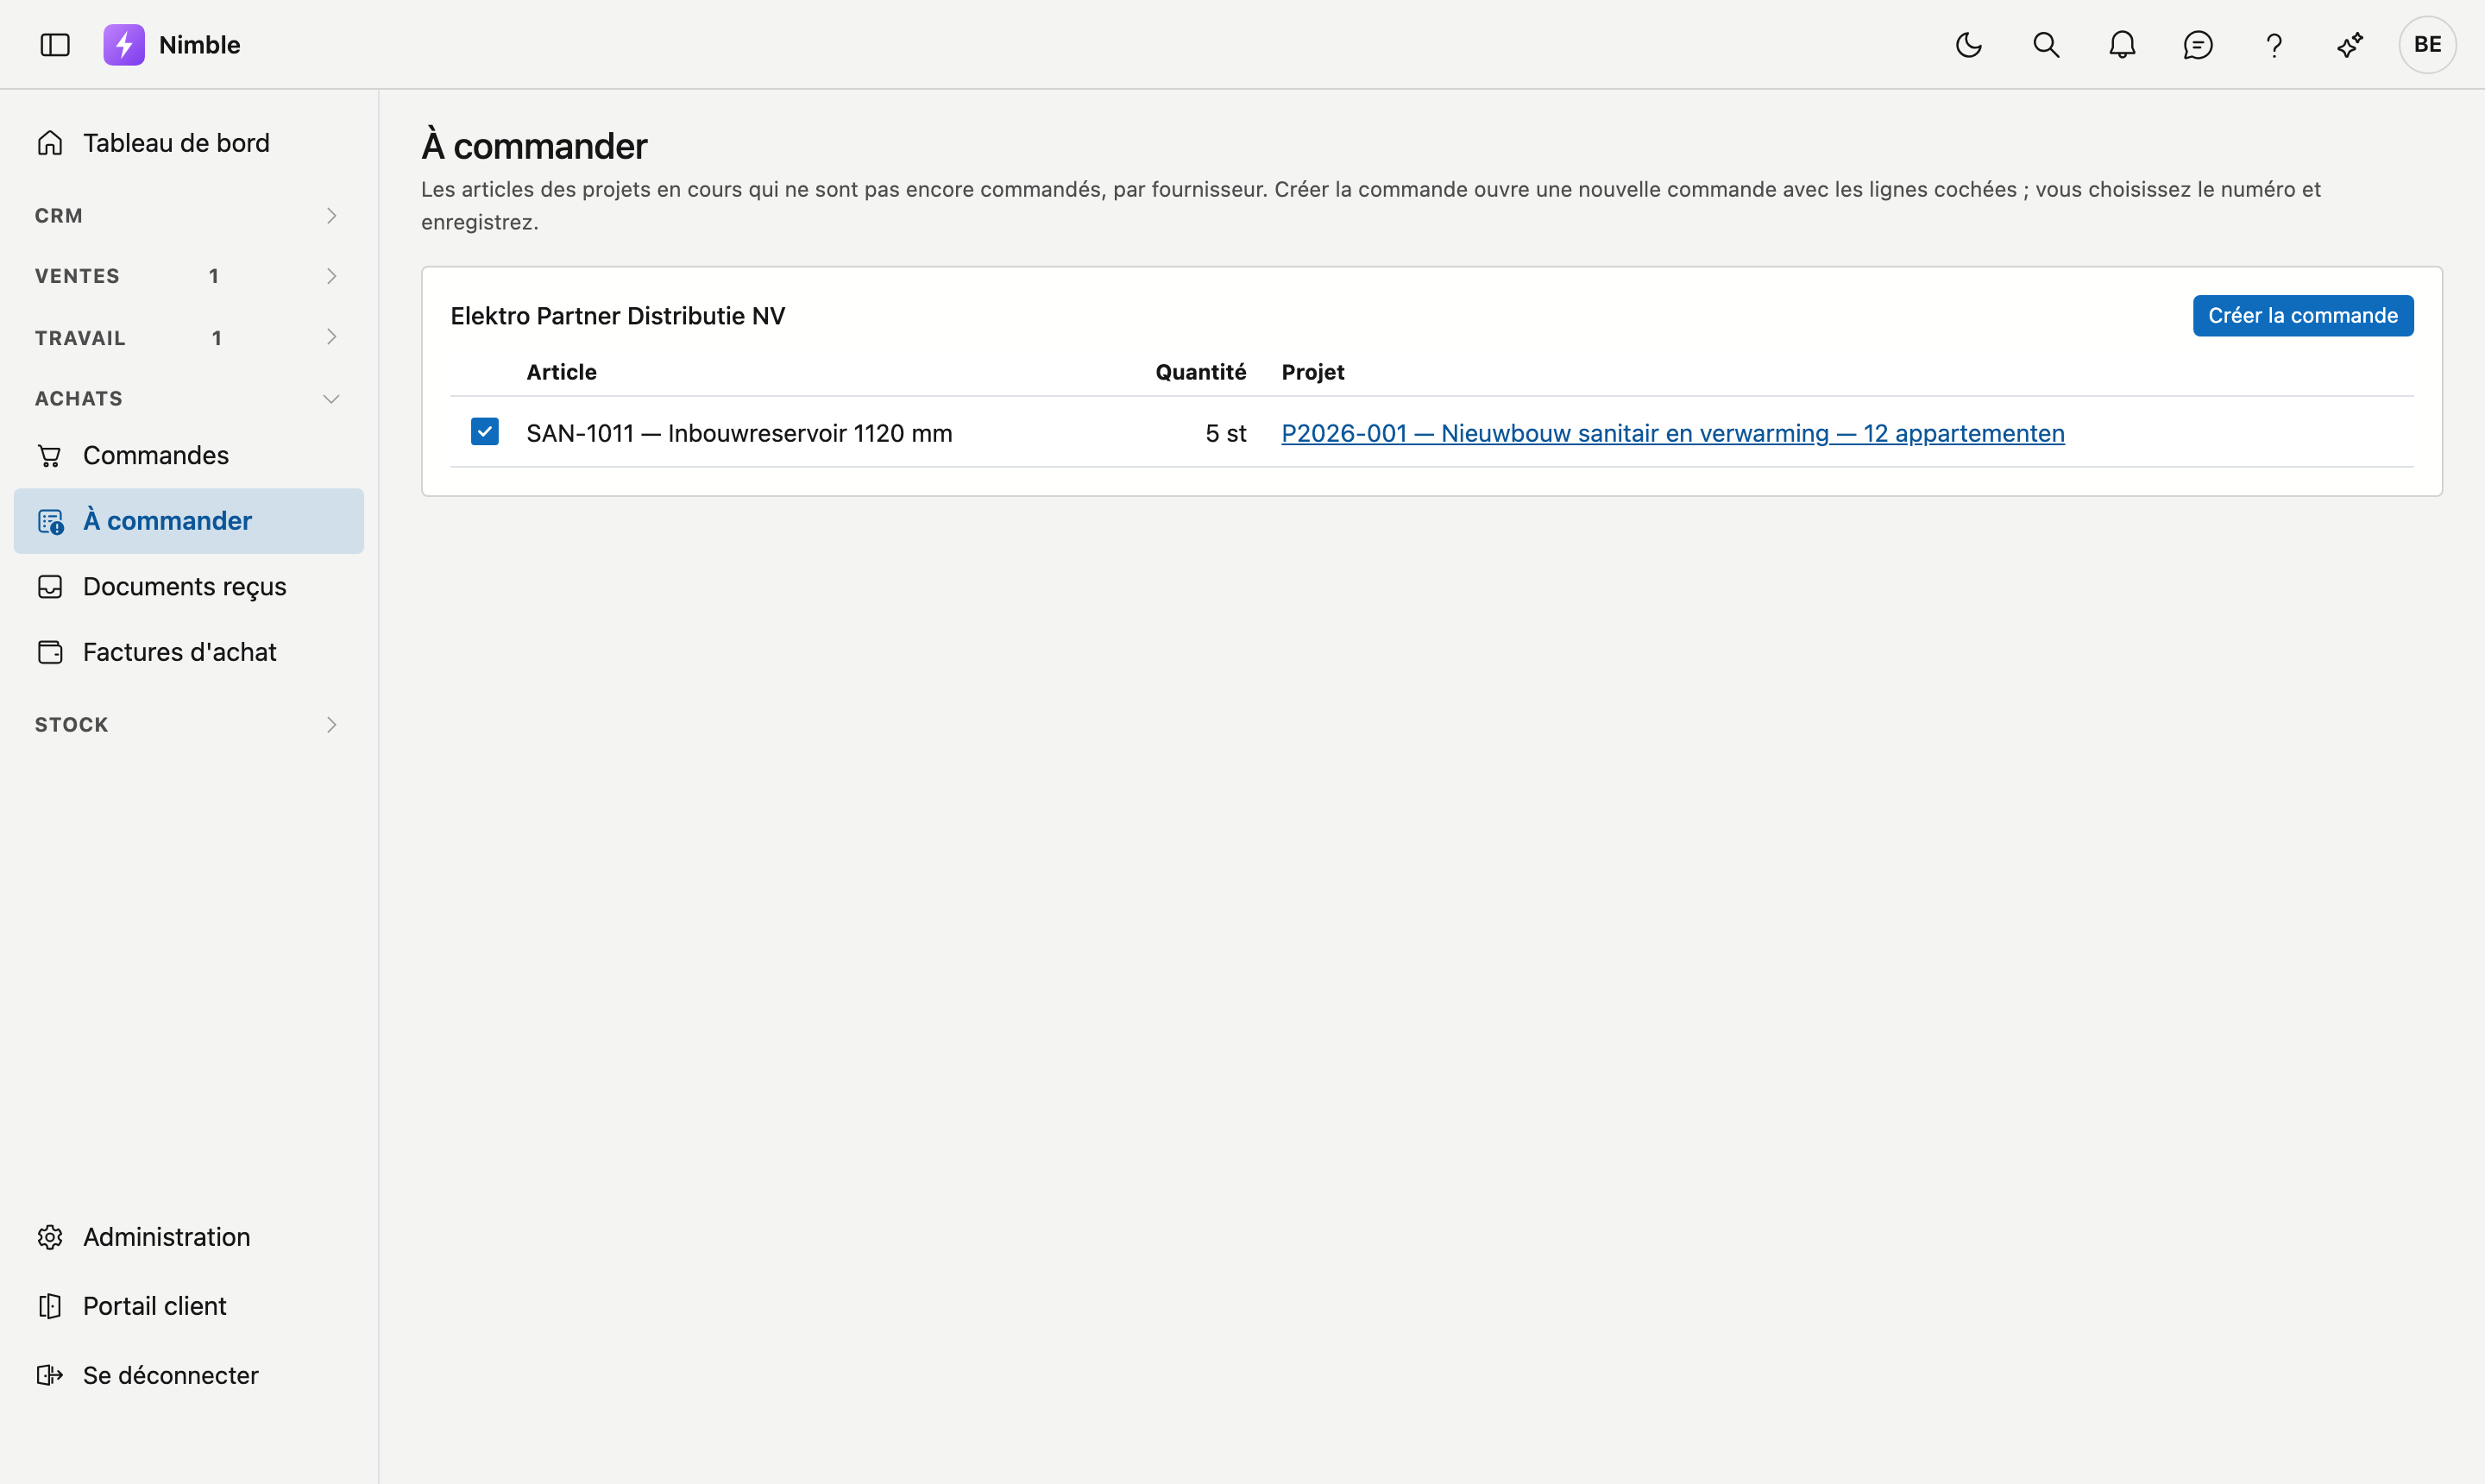 Nimble
BE
Tableau de bord
CRM
VENTES 1
TRAVAIL 1
ACHATS
Commandes
À commander
Documents reçus
Factures d'achat
STOCK
Administration
Portail client
Se déconnecter
À commander
Les articles des projets en cours qui ne sont pas encore commandés, par fournisseur. Créer la commande ouvre une nouvelle commande avec les lignes cochées ; vous choisissez le numéro et
enregistrez.
Elektro Partner Distributie NV
Créer la commande
Article Quantité Projet
SAN-1011 — Inbouwreservoir 1120 mm 5 st P2026-001 — Nieuwbouw sanitair en verwarming — 12 appartementen